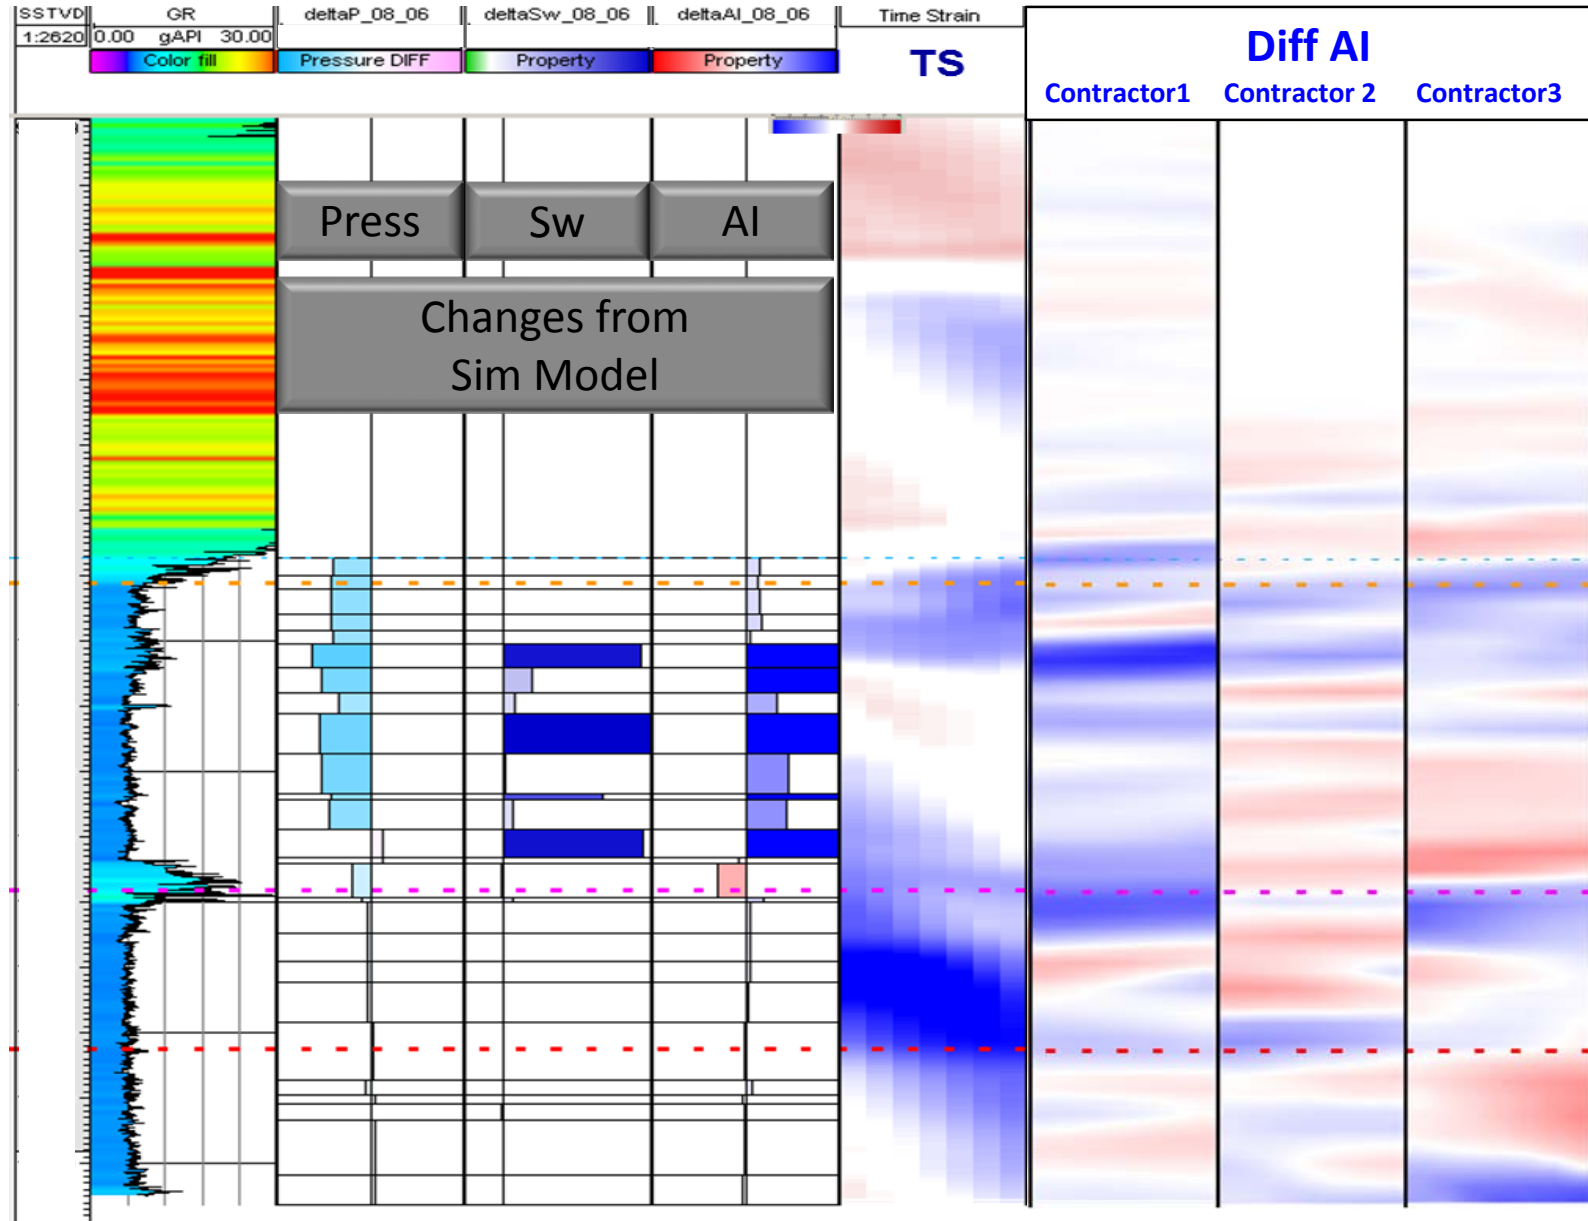 SSTVD GR deltaP_08_06 deltaSw_08_06 deltaAI_08_06 Time Strain
1:2620 0.00 gAPI 30.00
Color fill Pressure DIFF Property Property
TS
Diff AI
Contractor1 Contractor 2 Contractor3
Press Sw AI
Changes from
Sim Model